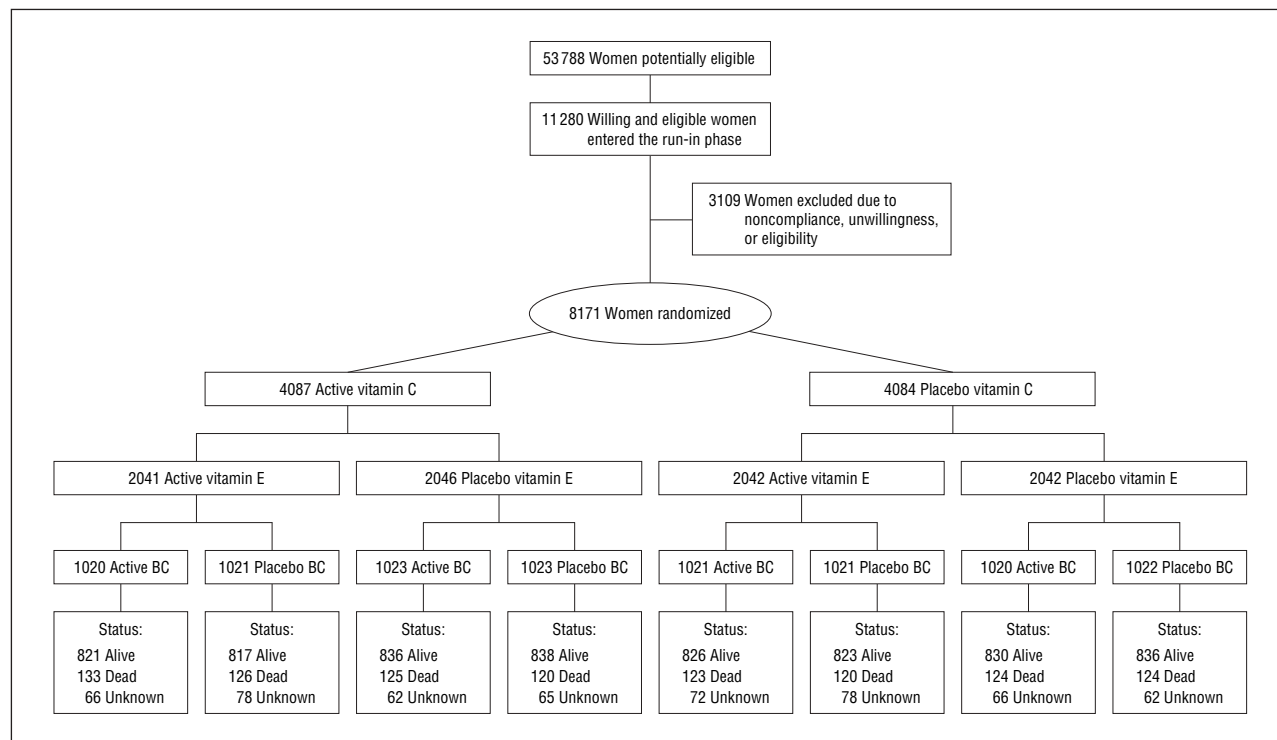 53 788 Women potentially eligible
11 280 Willing and eligible women
entered the run-in phase
3109 Women excluded due to
noncompliance, unwillingness,
or eligibility
8171 Women randomized
4087 Active vitamin C
4084 Placebo vitamin C
2041 Active vitamin E
2046 Placebo vitamin E
2042 Active vitamin E
2042 Placebo vitamin E
1020 Active BC
1021 Placebo BC
1023 Active BC
1023 Placebo BC
1021 Active BC
1021 Placebo BC
1020 Active BC
1022 Placebo BC
Status:
821 Alive
133 Dead
66 Unknown
Status:
817 Alive
126 Dead
78 Unknown
Status:
836 Alive
125 Dead
62 Unknown
Status:
838 Alive
120 Dead
65 Unknown
Status:
826 Alive
123 Dead
72 Unknown
Status:
823 Alive
120 Dead
78 Unknown
Status:
830 Alive
124 Dead
66 Unknown
Status:
836 Alive
124 Dead
62 Unknown